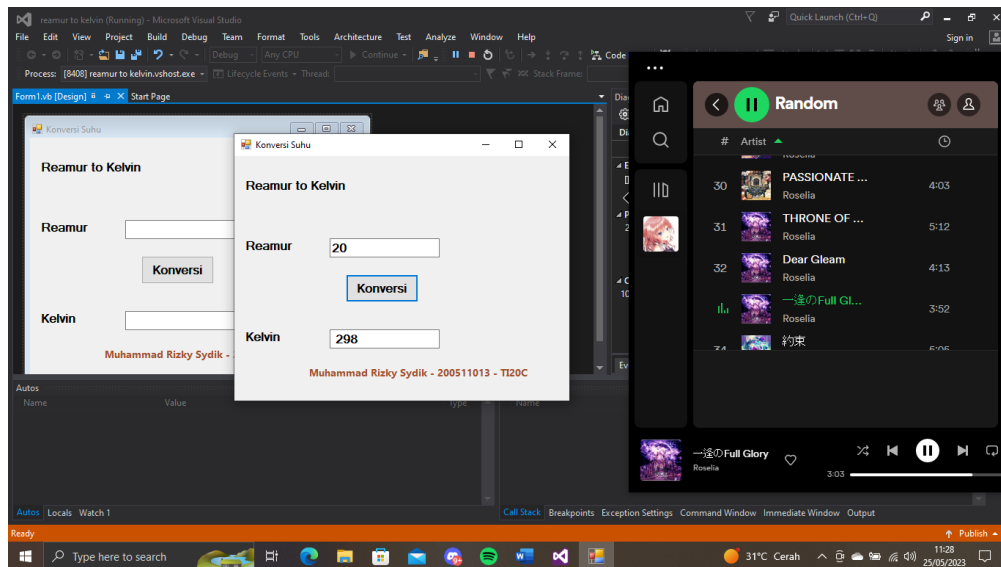 reamur to kelvin (Running) - Microsoft Visual Studio
Quick Launch (Ctrl+Q)
File Edit View Project Build Debug Team Format Tools Architecture Test Analyze Window Help
Sign in
Debug Any CPU Continue Code
Process: [8408] reamur to kelvin.vshost.exe Lifecycle Events Thread: Stack Frame:
Form1.vb [Design] Start Page
Konversi Suhu
Reamur to Kelvin
Reamur
Konversi
Kelvin
Muhammad Rizky Sydik -
Konversi Suhu
Reamur to Kelvin
Reamur 20
Konversi
Kelvin 298
Muhammad Rizky Sydik - 200511013 - TI20C
Random
# Artist
Roselia
30 PASSIONATE ... 4:03
Roselia
31 THRONE OF ... 5:12
Roselia
32 Dear Gleam 4:13
Roselia
一逢のFull Gl... 3:52
Roselia
34 約束 5:05
一逢のFull Glory
Roselia
3:03
Autos
Name Value Type Name
Autos Locals Watch 1
Call Stack Breakpoints Exception Settings Command Window Immediate Window Output
Ready
Publish
Type here to search
31°C Cerah
11:28
25/05/2023